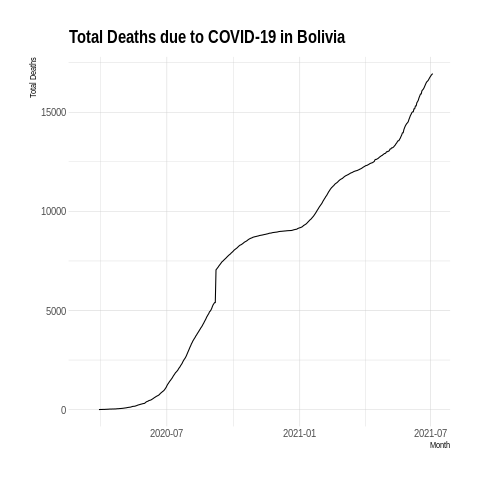 Total Deaths due to COVID-19 in Bolivia
Total Deaths
15000
10000
5000
0
2020-07
2021-01
2021-07
Month